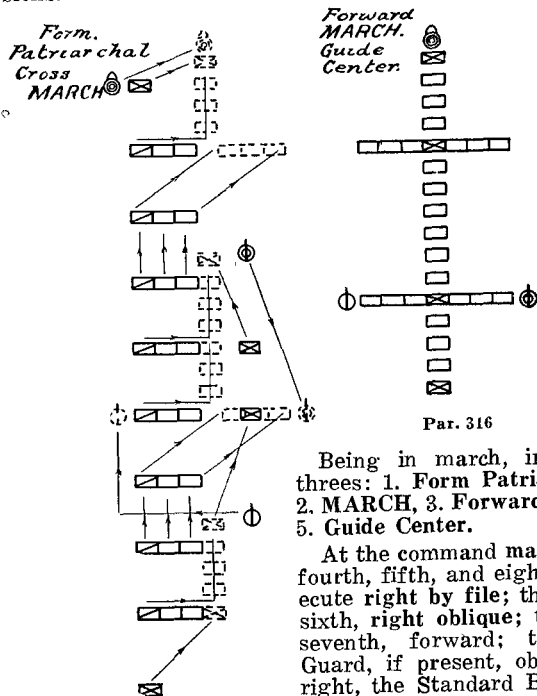 Form.
Patriarchal
Cross
MARCH
Forward
MARCH.
Guide
Center.
Par. 316
Being in march, in
threes: 1. Form Patria
2. MARCH, 3. Forward
5. Guide Center.
At the command ma
fourth, fifth, and eigh
ecute right by file; th
sixth, right oblique; t
seventh, forward; t
Guard, if present, ob
right, the Standard B